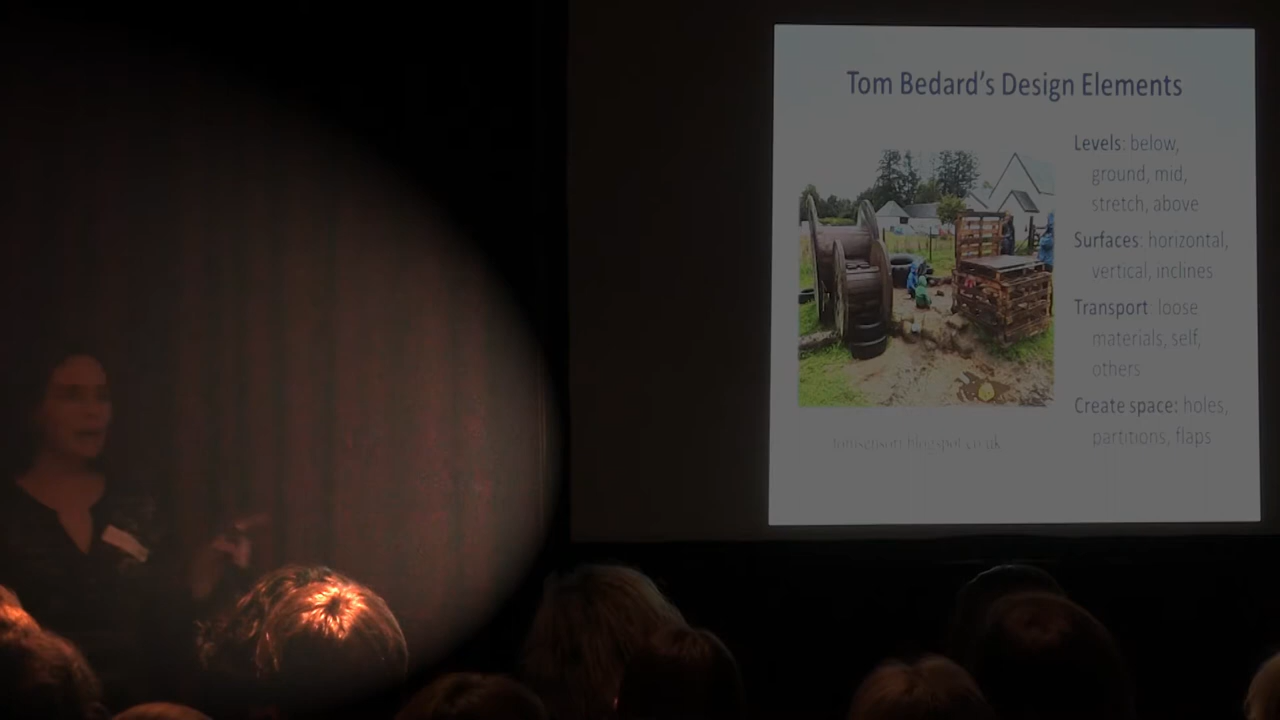 Tom Bedard's Design Elements
Levels: below,
ground, mid,
stretch, above
Surfaces: horizontal,
vertical, inclines
Transport: loose
materials, self,
others
Create space: holes,
partitions, flaps